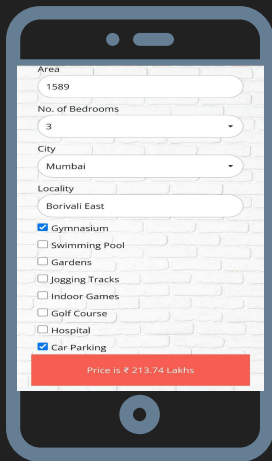 Area
1589
No. of Bedrooms
3
City
Mumbai
Locality
Borivali East
Gymnasium
Swimming Pool
Gardens
Jogging Tracks
Indoor Games
Golf Course
Hospital
Car Parking
Price is ₹ 213.74 Lakhs